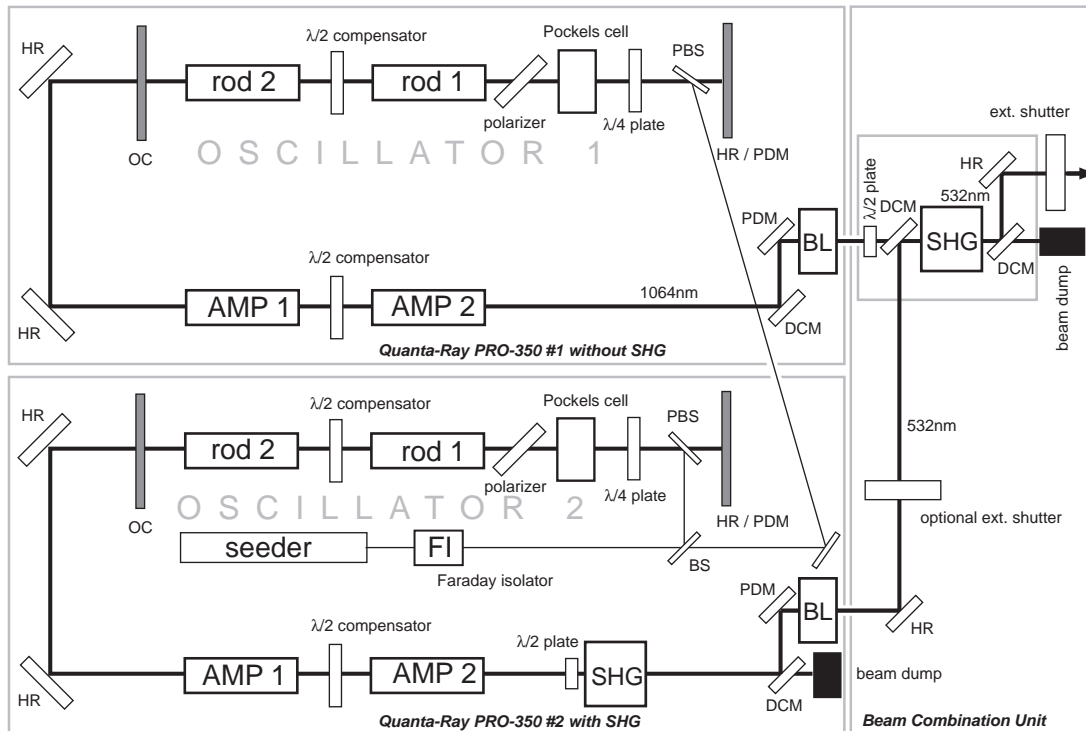 HR
λ/2 compensator
Pockels cell
PBS
rod 2
rod 1
polarizer
λ/4 plate
OC
HR / PDM
OSCILLATOR 1
λ/2 compensator
HR
AMP 1
AMP 2
1064nm
PDM
BL
DCM
Quanta-Ray PRO-350 #1 without SHG
ext. shutter
HR
λ/2 plate
DCM
532nm
SHG
DCM
beam dump
532nm
optional ext. shutter
HR
Beam Combination Unit
HR
λ/2 compensator
Pockels cell
PBS
rod 2
rod 1
polarizer
λ/4 plate
OC
HR / PDM
OSCILLATOR 2
seeder
FI
Faraday isolator
BS
λ/2 compensator
HR
AMP 1
AMP 2
λ/2 plate
SHG
PDM
BL
DCM
beam dump
Quanta-Ray PRO-350 #2 with SHG